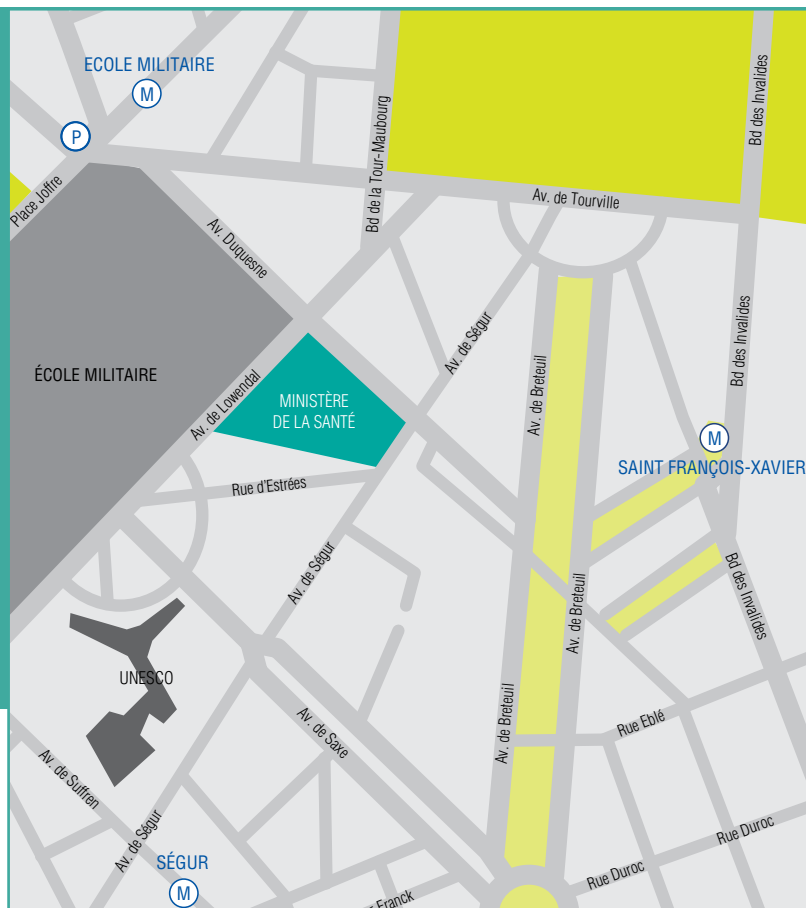 ECOLE MILITAIRE
M
P
Place Joffre
Bd de la Tour-Maubourg
Bd des Invalides
Av. de Tourville
Av. Duquesne
Av. de Ségur
Bd des Invalides
ÉCOLE MILITAIRE
Av. de Lowendal
MINISTÈRE
DE LA SANTÉ
Av. de Breteuil
M
SAINT FRANÇOIS-XAVIER
Rue d'Estrées
Av. de Ségur
Av. de Breteuil
Bd des Invalides
UNESCO
Av. de Saxe
Av. de Breteuil
Rue Eblé
Av. de Suffren
Av. de Ségur
Rue Duroc
Rue Duroc
SÉGUR
M
Franck